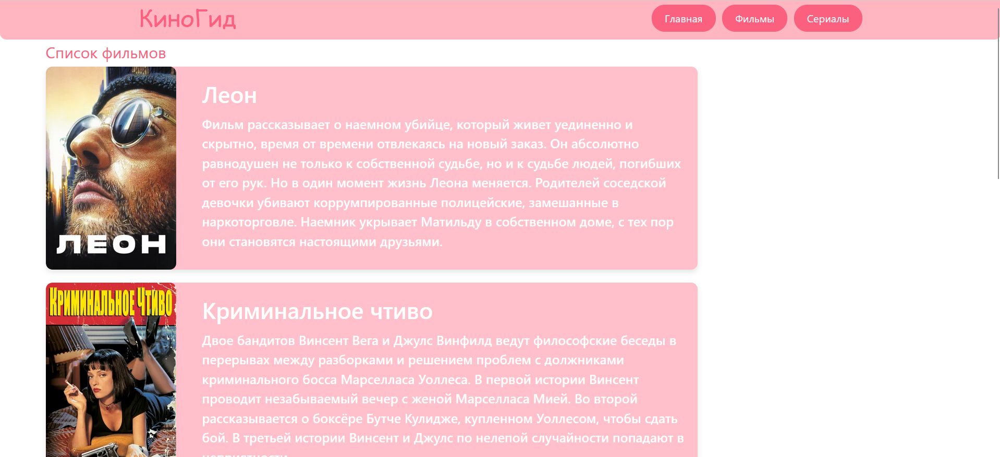 КиноГид
Главная
Фильмы
Сериалы
Список фильмов
ЛЕОН
Леон
Фильм рассказывает о наемном убийце, который живет уединенно и
скрытно, время от времени отвлекаясь на новый заказ. Он абсолютно
равнодушен не только к собственной судьбе, но и к судьбе людей, погибших
от его рук. Но в один момент жизнь Леона меняется. Родителей соседской
девочки убивают коррумпированные полицейские, замешанные в
наркоторговле. Наемник укрывает Матильду в собственном доме, с тех пор
они становятся настоящими друзьями.
Криминальное Чтиво
Криминальное чтиво
Двое бандитов Винсент Вега и Джулс Винфилд ведут философские беседы в
перерывах между разборками и решением проблем с должниками
криминального босса Марселласа Уоллеса. В первой истории Винсент
проводит незабываемый вечер с женой Марселласа Мией. Во второй
рассказывается о боксёре Бутче Кулидже, купленном Уоллесом, чтобы сдать
бой. В третьей истории Винсент и Джулс по нелепой случайности попадают в